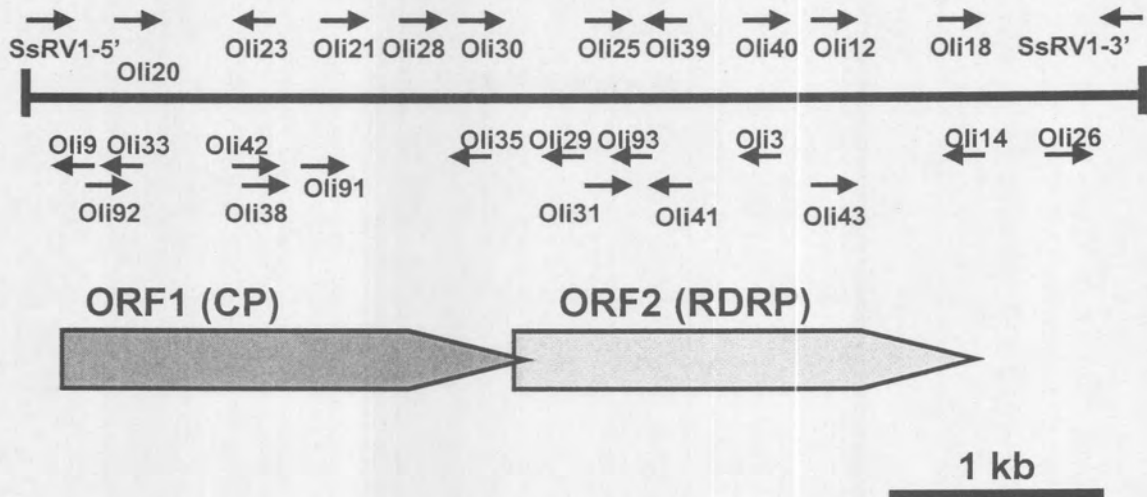 SsRV1-5’ Oli20 Oli23 Oli21 Oli28 Oli30 Oli25 Oli39 Oli40 Oli12 Oli18 SsRV1-3’
Oli9 Oli33 Oli42 Oli35 Oli29 Oli93 Oli3 Oli14 Oli26
Oli92 Oli38 Oli91 Oli31 Oli41 Oli43
ORF1 (CP) ORF2 (RDRP)
1 kb